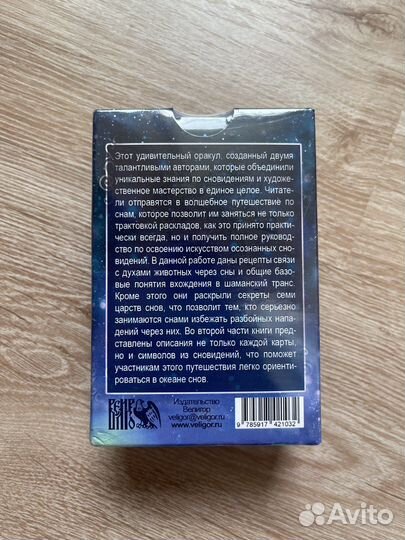 Этот удивительный оракул. созданный двумя
талантливыми авторами, которые объединили
уникальные знания по сновидениям и художе-
ственное мастерство в единое целое. Читате-
ли отправятся в волшебное путешествие по
снам, которое позволит им заняться не только
трактовкой раскладов, как это принято практи-
чески всегда, но и получить полное руковод-
ство по освоению искусством осознанных сно-
видений. В данной работе даны рецепты связи
с духами животных через сны и общие базо-
вые понятия вхождения в шаманский транс.
Кроме этого они раскрыли секреты семи
царств снов, что позволит тем, кто серьезно
занимаются снами избежать разбойных напа-
дений через них. Во второй части книги пред-
ставлены описания не только каждой карты,
но и символов из сновидений, что поможет
участникам этого путешествия легко ориенти-
роваться в океане снов.
Издательство
Велигор
veligor@veligor.ru
www.veligor.ru
9 785917 421032
Avito